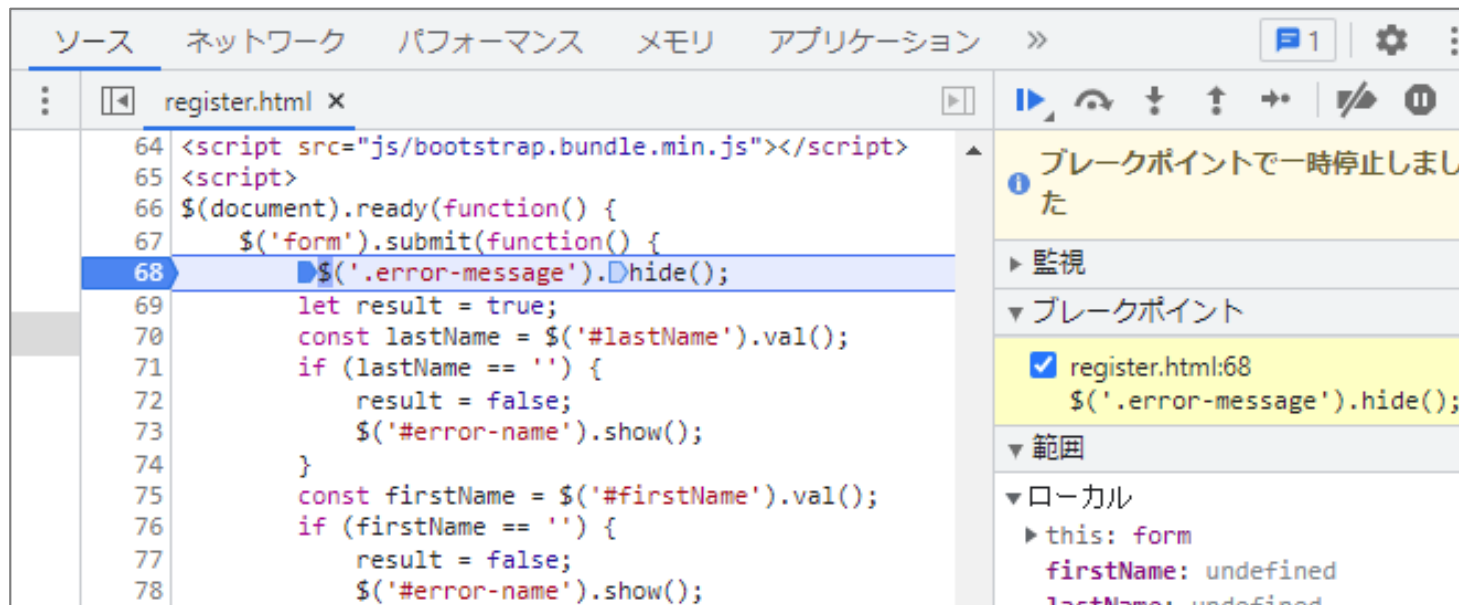 ソース ネットワーク パフォーマンス メモリ アプリケーション » 1
register.html ×
64 <script src="js/bootstrap.bundle.min.js"></script>
65 <script>
66 $(document).ready(function() {
67 $('form').submit(function() {
68 $('.error-message').hide();
69 let result = true;
70 const lastName = $('#lastName').val();
71 if (lastName == '') {
72 result = false;
73 $('#error-name').show();
74 }
75 const firstName = $('#firstName').val();
76 if (firstName == '') {
77 result = false;
78 $('#error-name').show();
ブレークポイントで一時停止しまし
た
監視
ブレークポイント
register.html:68
$('.error-message').hide();
範囲
ローカル
this: form
firstName: undefined
lastName: undefined